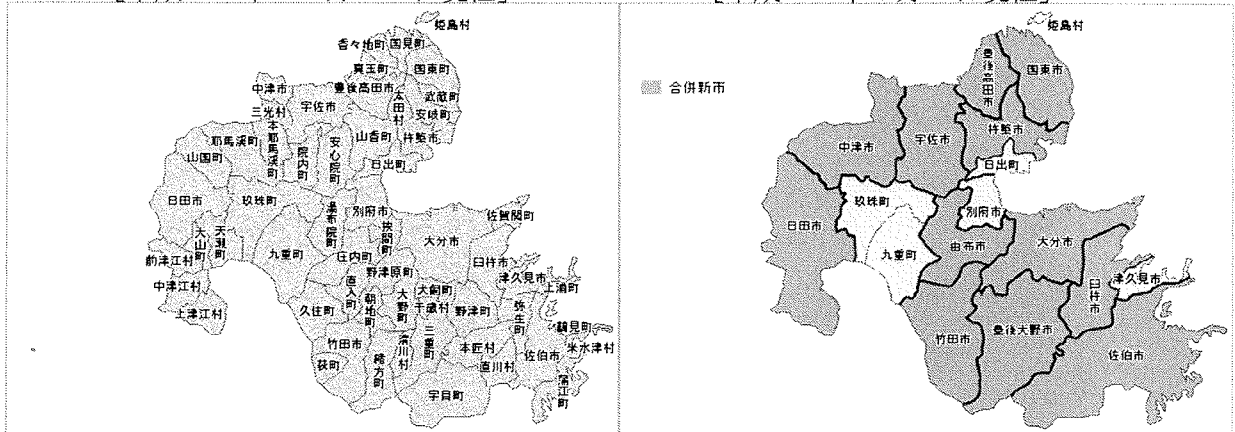 姫島村
香々地町
国見町
真玉町
国東町
中津市
豊後高田市
大田村
武蔵町
三光村
宇佐市
安岐町
耶馬渓町
本耶馬渓町
院内町
安心院町
山香町
杵築市
山国町
日出町
日田市
玖珠町
湯布院町
別府市
挾間町
佐賀関町
大山町
天瀬町
九重町
庄内町
大分市
前津江村
野津原町
臼杵市
津久見市
中津江村
直入町
大野町
犬飼町
上浦町
上津江村
久住町
朝地町
千歳村
野津町
弥生町
鶴見町
竹田市
清川村
三重町
本匠村
佐伯市
米水津村
荻町
緒方町
直川村
蒲江町
宇目町
姫島村
合併新市
豊後高田市
国東市
中津市
宇佐市
杵築市
日出町
日田市
玖珠町
別府市
九重町
由布市
大分市
臼杵市
津久見市
竹田市
豊後大野市
佐伯市